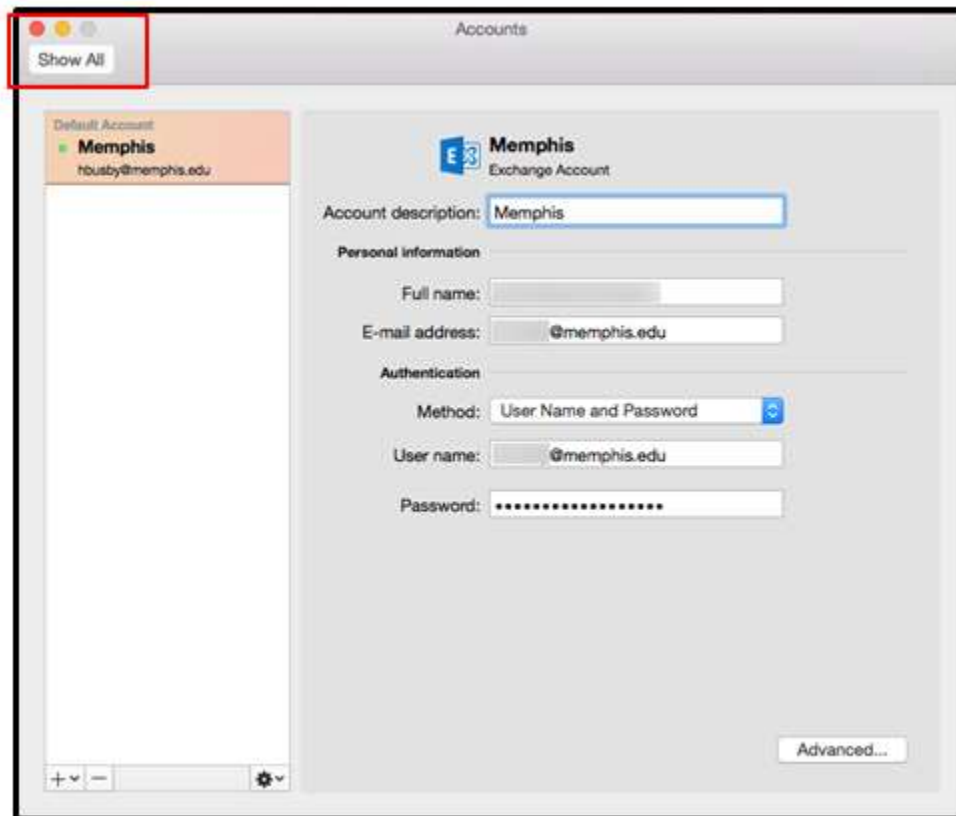 Accounts
Show All
Default Account
Memphis
hbusby@memphis.edu
Memphis
Exchange Account
Account description: Memphis
Personal information
Full name:
E-mail address: @memphis.edu
Authentication
Method: User Name and Password
User name: @memphis.edu
Password: ••••••••••••••••••
Advanced...